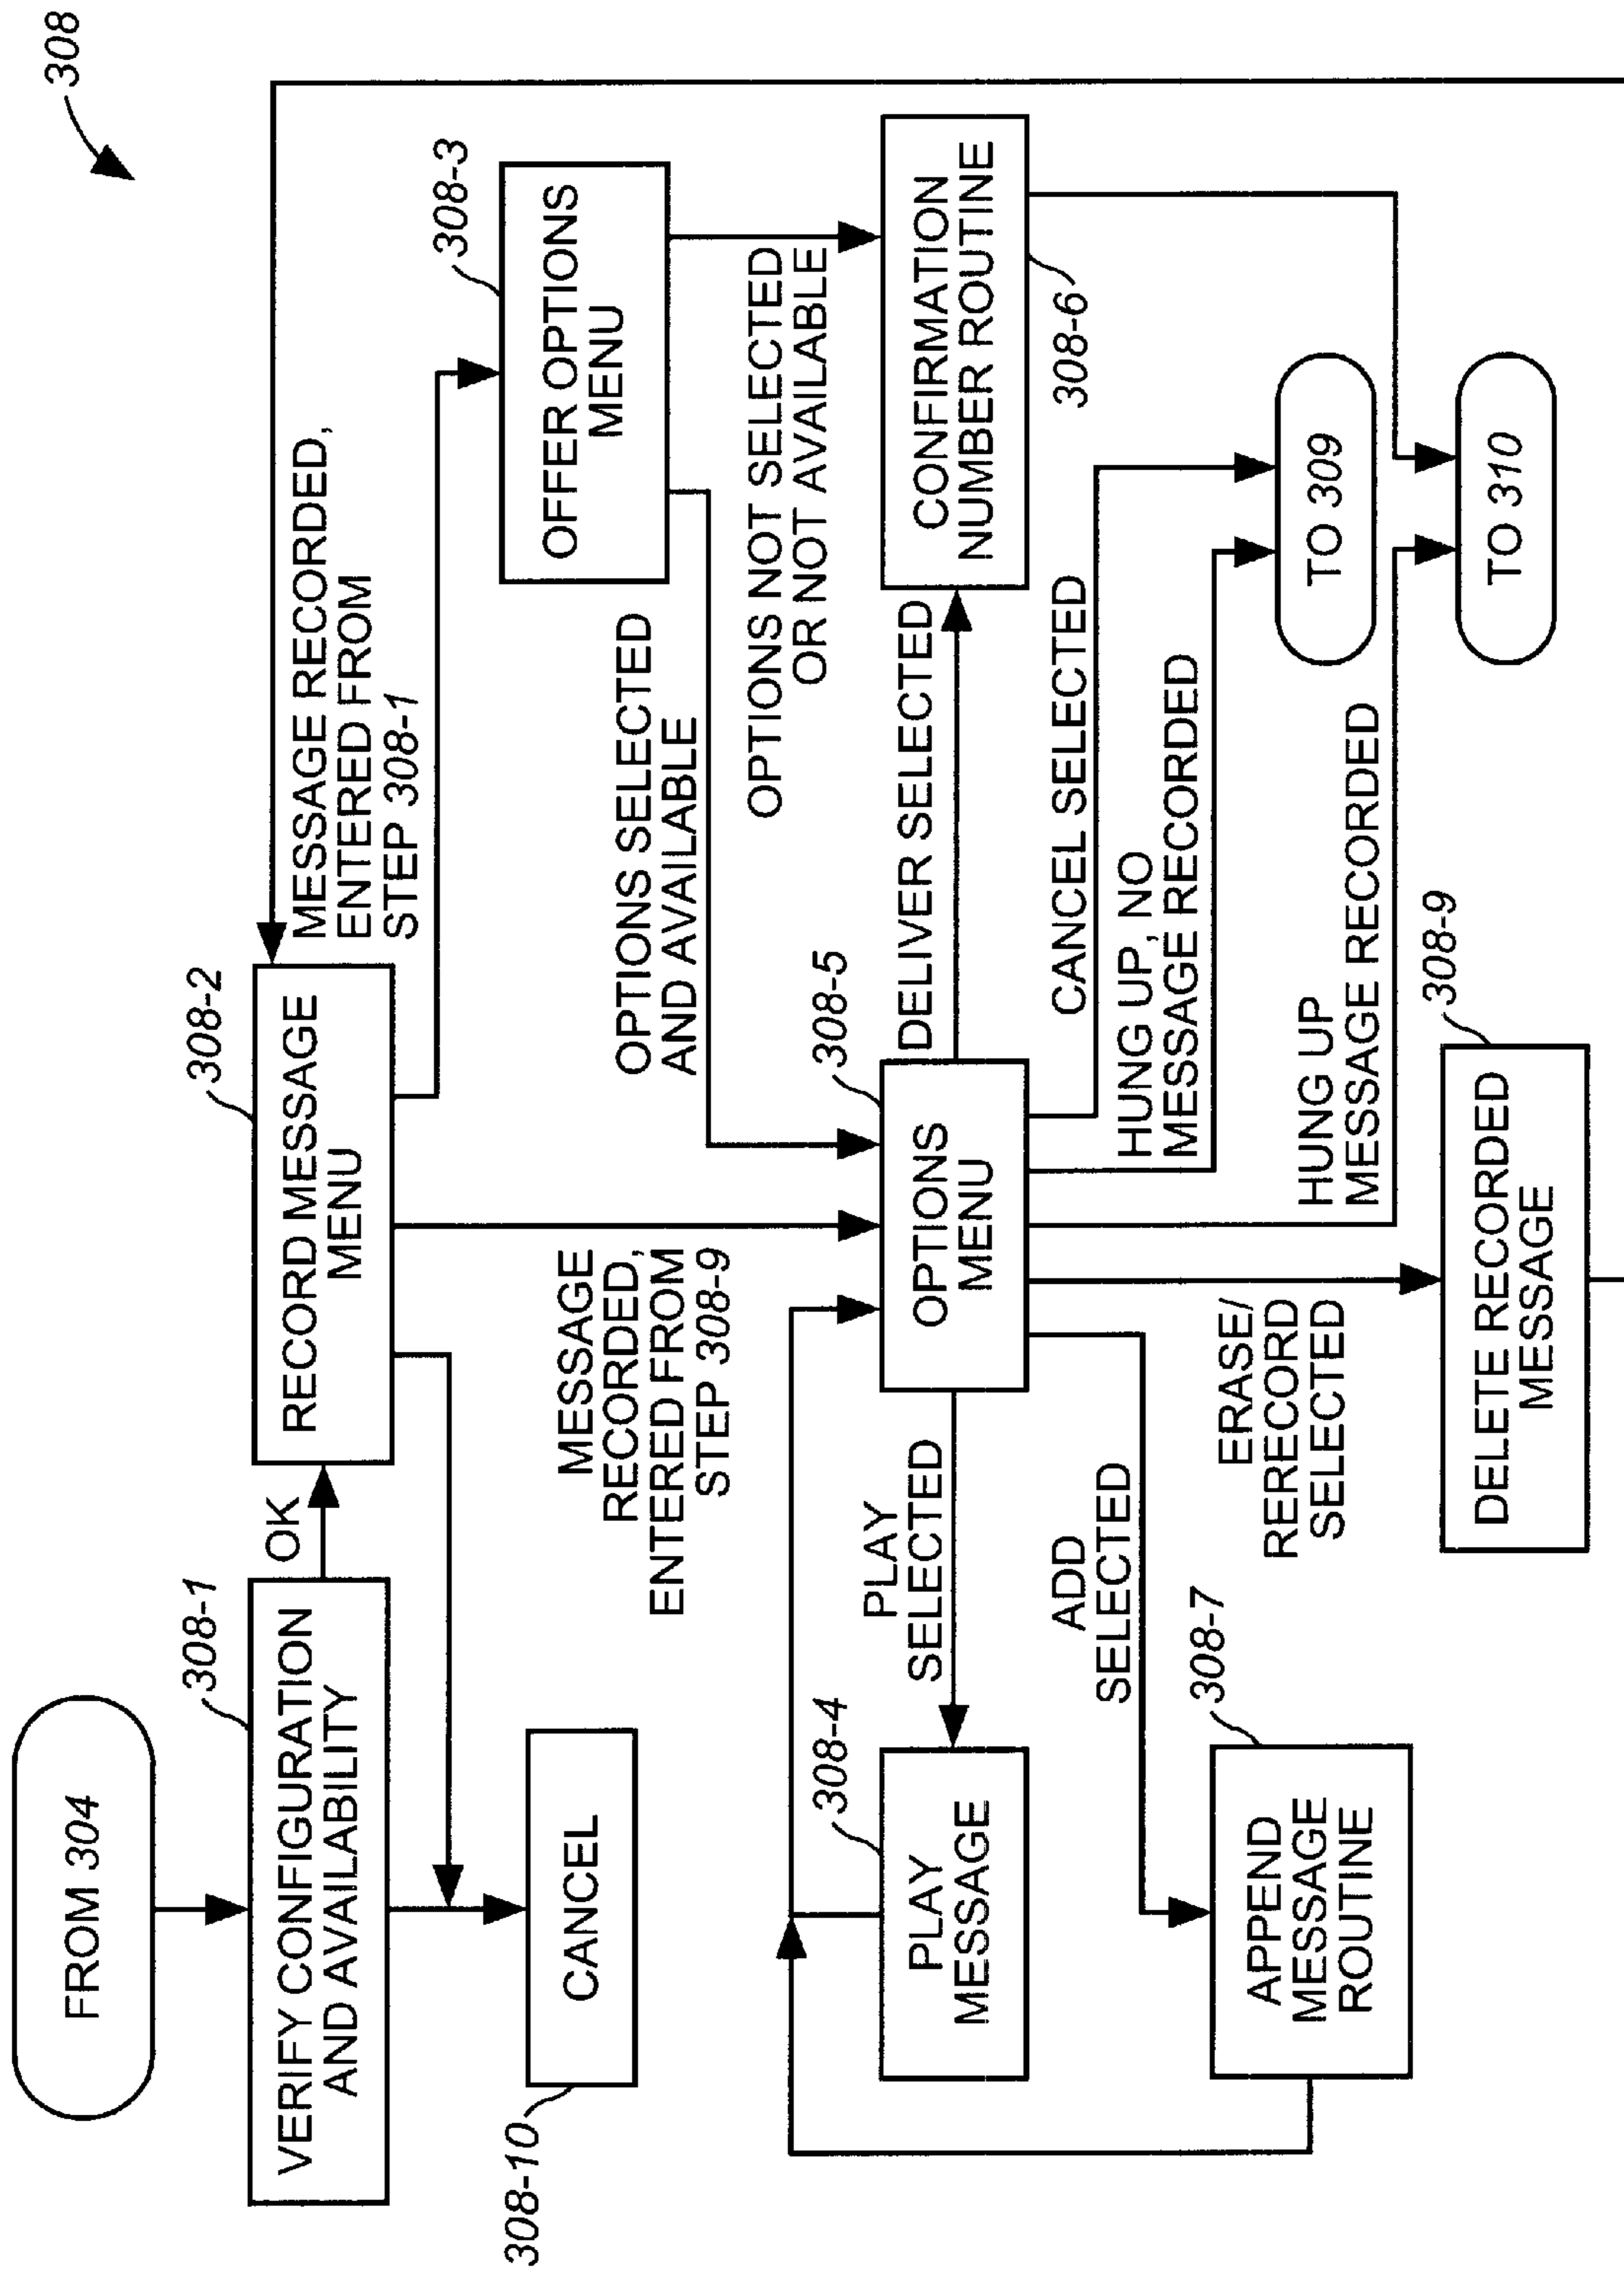 308
FROM 304
308-1
VERIFY CONFIGURATION
AND AVAILABILITY
OK
308-2
RECORD MESSAGE
MENU
MESSAGE RECORDED,
ENTERED FROM
STEP 308-1
308-3
OFFER OPTIONS
MENU
308-10
CANCEL
MESSAGE
RECORDED,
ENTERED FROM
STEP 308-9
OPTIONS SELECTED
AND AVAILABLE
OPTIONS NOT SELECTED
OR NOT AVAILABLE
308-4
PLAY
MESSAGE
PLAY
SELECTED
308-5
OPTIONS
MENU
DELIVER SELECTED
CONFIRMATION
NUMBER ROUTINE
308-6
ADD
SELECTED
CANCEL SELECTED
HUNG UP, NO
MESSAGE RECORDED
308-7
APPEND
MESSAGE
ROUTINE
ERASE/
RERECORD
SELECTED
HUNG UP
MESSAGE RECORDED
TO 309
308-9
DELETE RECORDED
MESSAGE
TO 310